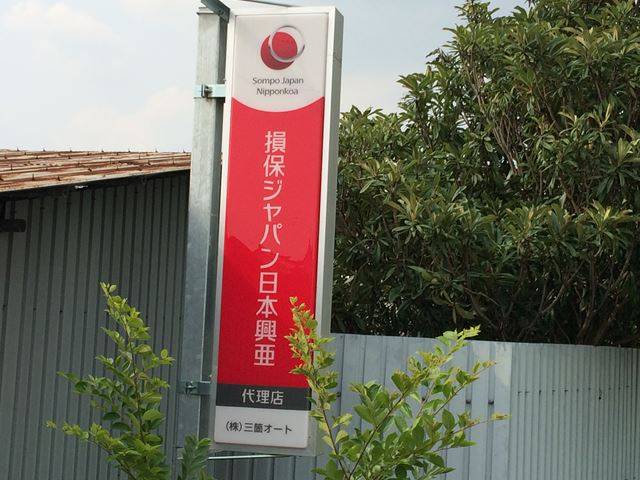 Sompo Japan
Nipponkoa
損保ジャパン日本興亜
代理店
(株)三箇オート